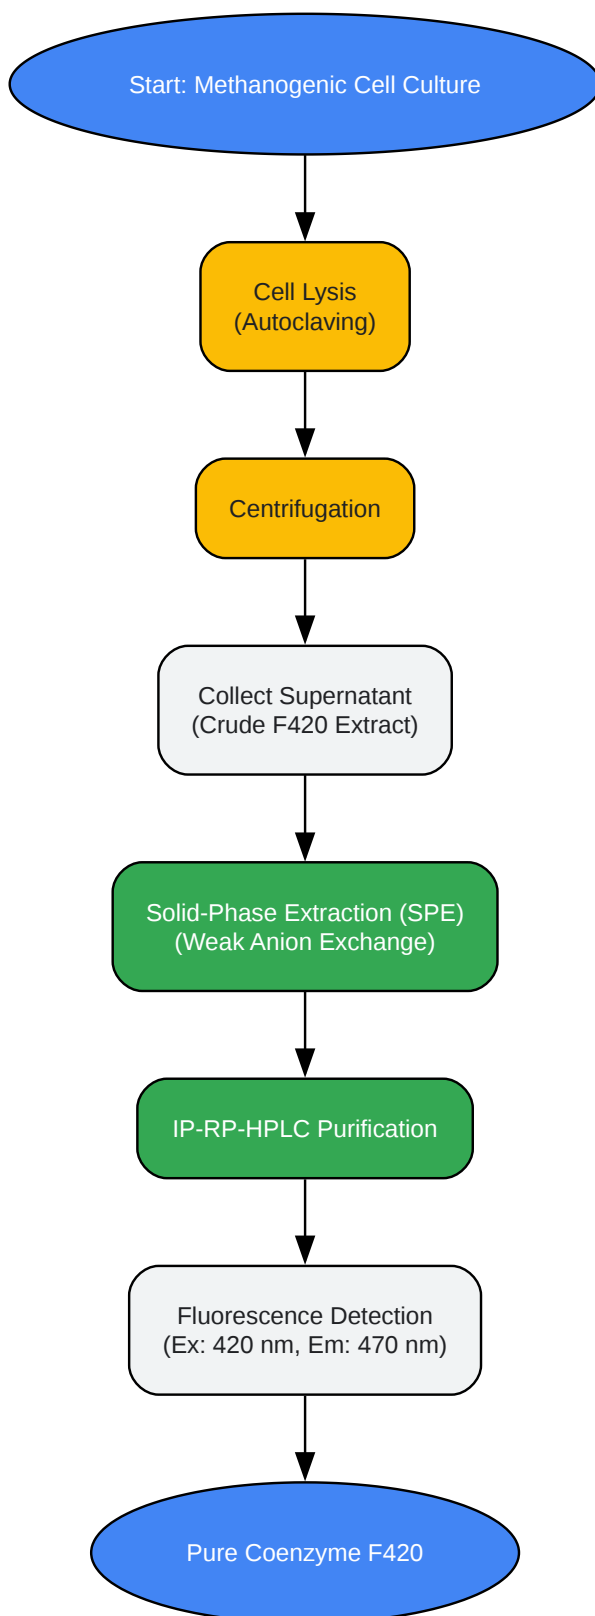 Start: Methanogenic Cell Culture
Cell Lysis
(Autoclaving)
Centrifugation
Collect Supernatant
(Crude F420 Extract)
Solid-Phase Extraction (SPE)
(Weak Anion Exchange)
IP-RP-HPLC Purification
Fluorescence Detection
(Ex: 420 nm, Em: 470 nm)
Pure Coenzyme F420